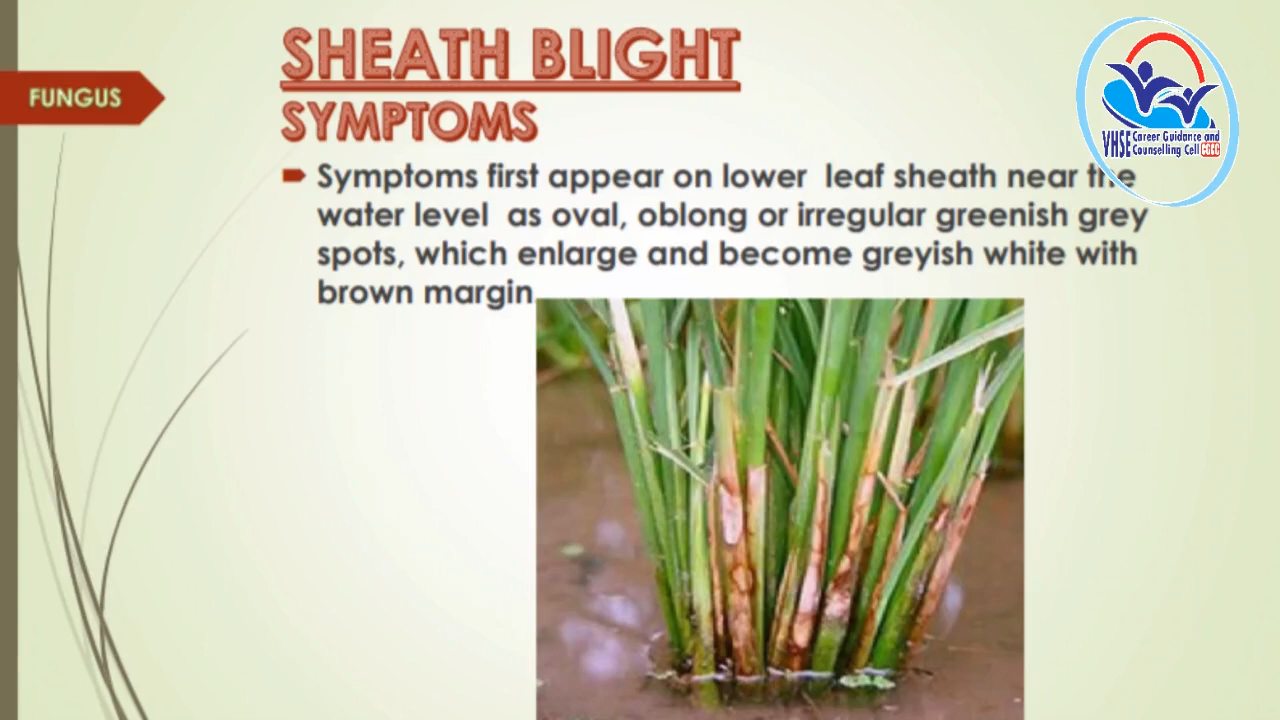 SHEATH BLIGHT
FUNGUS
SYMPTOMS
Symptoms first appear on lower leaf sheath near the
water level as oval, oblong or irregular greenish grey
spots, which enlarge and become greyish white with
brown margin
VHSE Career Guidance and
Counselling Cell CGCC